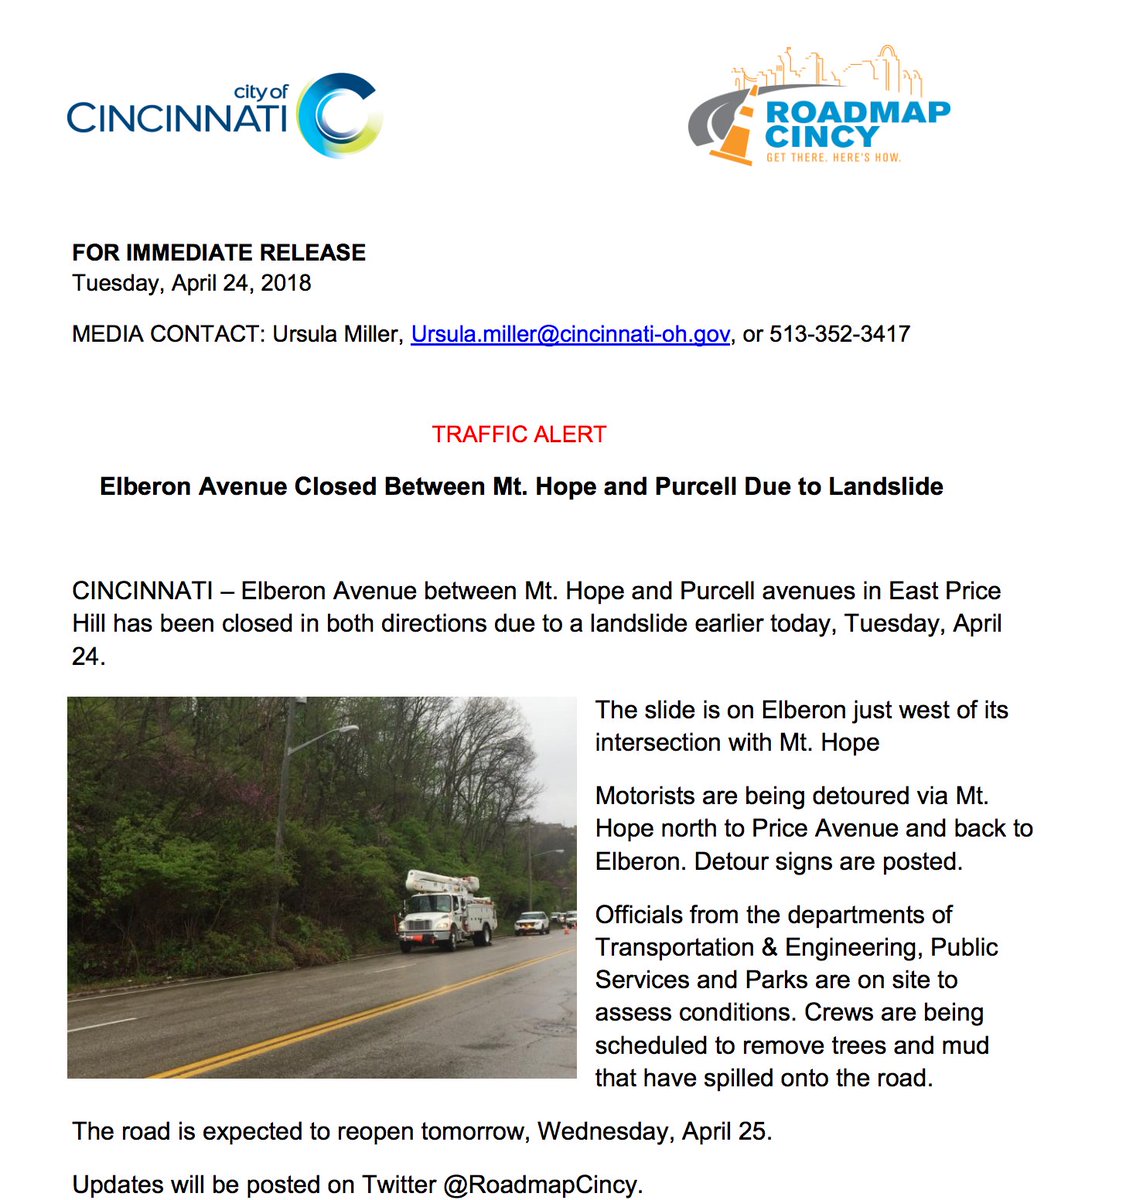 city of
CINCINNATI
ROADMAP
CINCY
GET THERE. HERE'S HOW.
FOR IMMEDIATE RELEASE
Tuesday, April 24, 2018
MEDIA CONTACT: Ursula Miller, Ursula.miller@cincinnati-oh.gov, or 513-352-3417
TRAFFIC ALERT
Elberon Avenue Closed Between Mt. Hope and Purcell Due to Landslide
CINCINNATI – Elberon Avenue between Mt. Hope and Purcell avenues in East Price
Hill has been closed in both directions due to a landslide earlier today, Tuesday, April
24.
The slide is on Elberon just west of its
intersection with Mt. Hope
Motorists are being detoured via Mt.
Hope north to Price Avenue and back to
Elberon. Detour signs are posted.
Officials from the departments of
Transportation & Engineering, Public
Services and Parks are on site to
assess conditions. Crews are being
scheduled to remove trees and mud
that have spilled onto the road.
The road is expected to reopen tomorrow, Wednesday, April 25.
Updates will be posted on Twitter @RoadmapCincy.